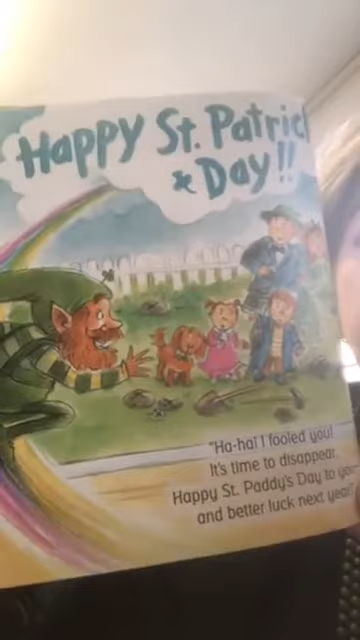 Happy St. Patric
Day!!
"Ha-ha! I fooled you!
It's time to disappear.
Happy St. Paddy's Day to you
and better luck next year!